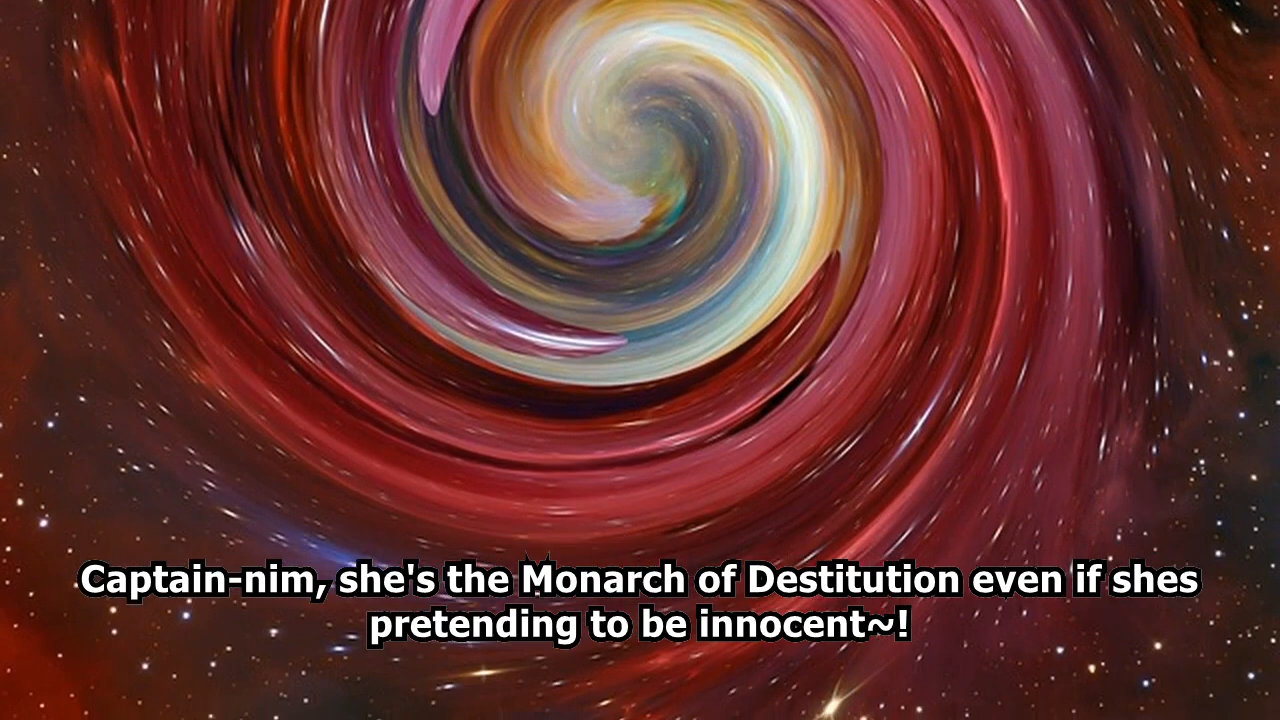 Captain-nim, she's the Monarch of Destitution even if shes
pretending to be innocent~!